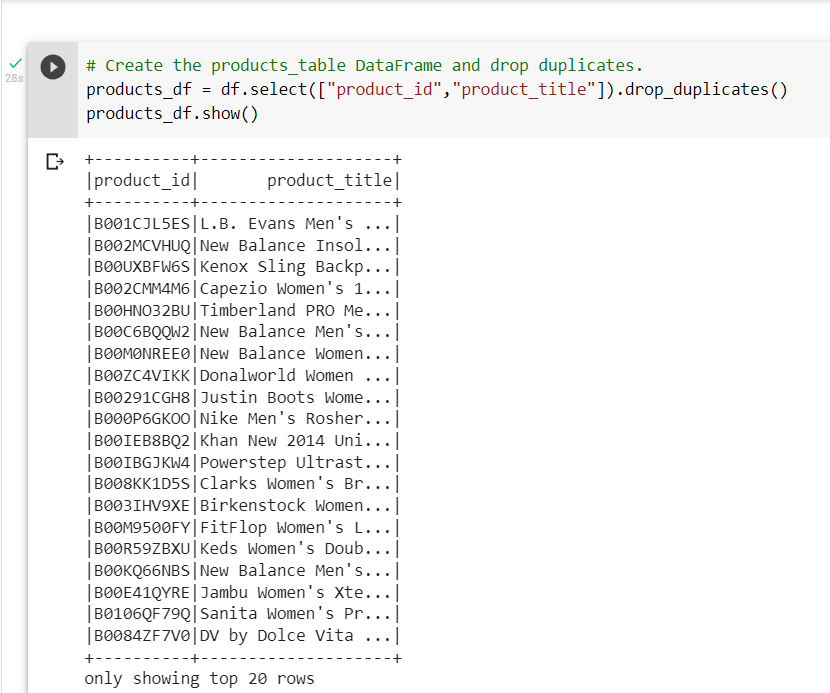 # Create the products_table DataFrame and drop duplicates.
28s
products_df = df.select(["product_id","product_title"]).drop_duplicates()
products_df.show()
+----------+--------------------+
|product_id|       product_title|
+----------+--------------------+
|B001CJL5ES|L.B. Evans Men's ...|
|B002MCVHUQ|New Balance Insol...|
|B00UXBFW6S|Kenox Sling Backp...|
|B002CMM4M6|Capezio Women's 1...|
|B00HNO32BU|Timberland PRO Me...|
|B00C6BQQW2|New Balance Men's...|
|B00M0NREE0|New Balance Women...|
|B00ZC4VIKK|Donalworld Women ...|
|B00291CGH8|Justin Boots Wome...|
|B000P6GKOO|Nike Men's Rosher...|
|B00IEB8BQ2|Khan New 2014 Uni...|
|B00IBGJKW4|Powerstep Ultrast...|
|B008KK1D5S|Clarks Women's Br...|
|B003IHV9XE|Birkenstock Women...|
|B00M9500FY|FitFlop Women's L...|
|B00R59ZBXU|Keds Women's Doub...|
|B00KQ66NBS|New Balance Men's...|
|B00E41QYRE|Jambu Women's Xte...|
|B0106QF79Q|Sanita Women's Pr...|
|B0084ZF7V0|DV by Dolce Vita ...|
+----------+--------------------+
only showing top 20 rows